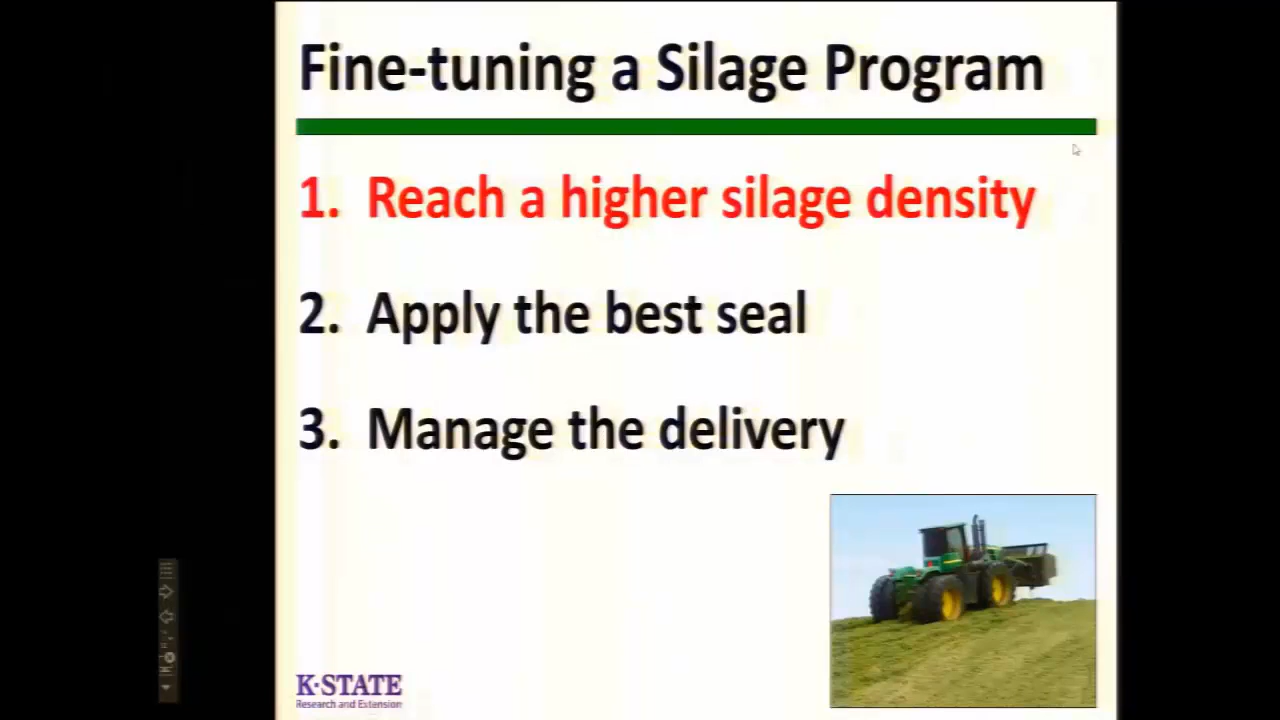 Fine-tuning a Silage Program
1. Reach a higher silage density
2. Apply the best seal
3. Manage the delivery
K·STATE
Research and Extension